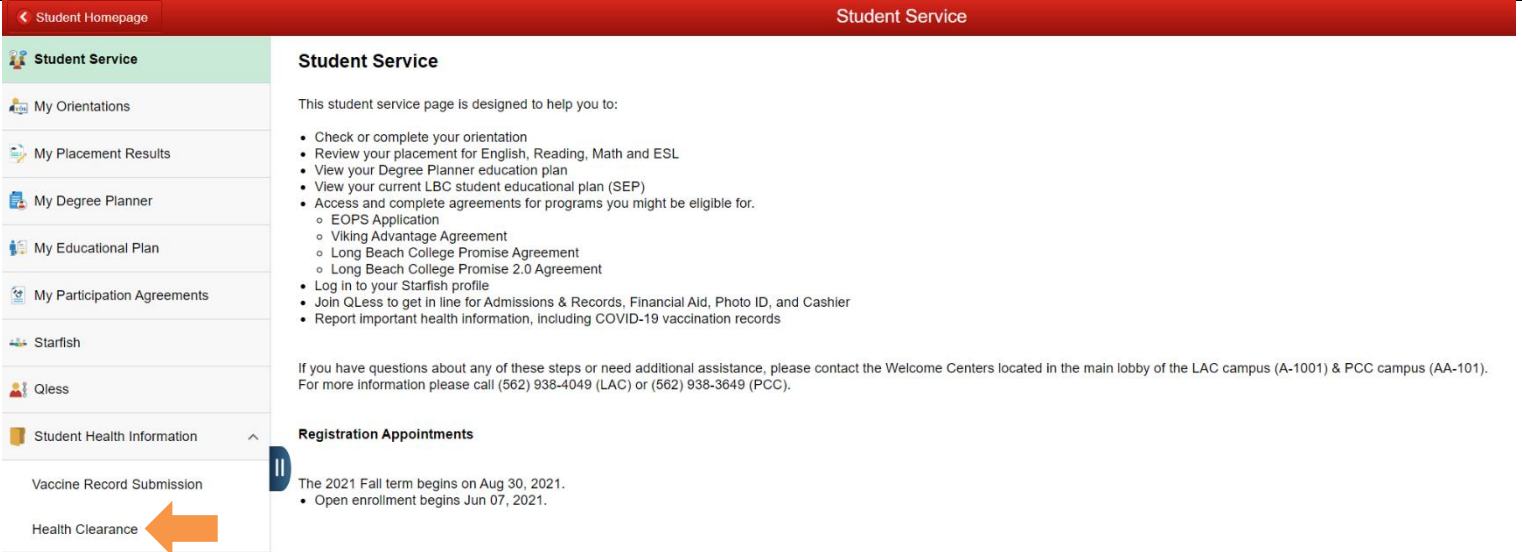 Student Homepage
Student Service
Student Service
My Orientations
My Placement Results
My Degree Planner
My Educational Plan
My Participation Agreements
Starfish
Qless
Student Health Information
Vaccine Record Submission
Health Clearance
Student Service
This student service page is designed to help you to:
• Check or complete your orientation
• Review your placement for English, Reading, Math and ESL
• View your Degree Planner education plan
• View your current LBC student educational plan (SEP)
• Access and complete agreements for programs you might be eligible for.
◦ EOPS Application
◦ Viking Advantage Agreement
◦ Long Beach College Promise Agreement
◦ Long Beach College Promise 2.0 Agreement
• Log in to your Starfish profile
• Join QLess to get in line for Admissions & Records, Financial Aid, Photo ID, and Cashier
• Report important health information, including COVID-19 vaccination records
If you have questions about any of these steps or need additional assistance, please contact the Welcome Centers located in the main lobby of the LAC campus (A-1001) & PCC campus (AA-101).
For more information please call (562) 938-4049 (LAC) or (562) 938-3649 (PCC).
Registration Appointments
The 2021 Fall term begins on Aug 30, 2021.
• Open enrollment begins Jun 07, 2021.